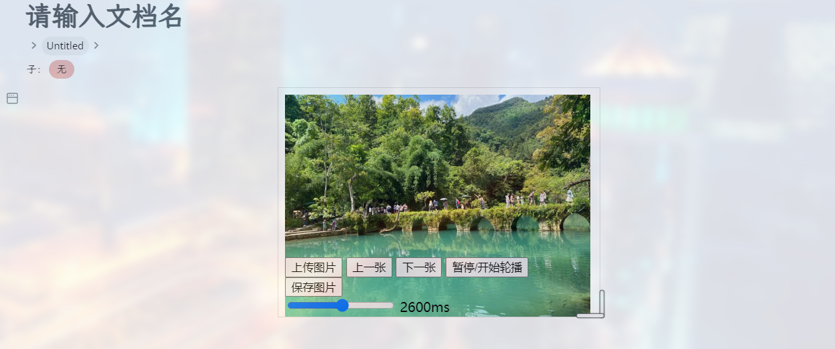 请输入文档名
Untitled
子： 无
上传图片 上一张 下一张 暂停/开始轮播
保存图片
2600ms